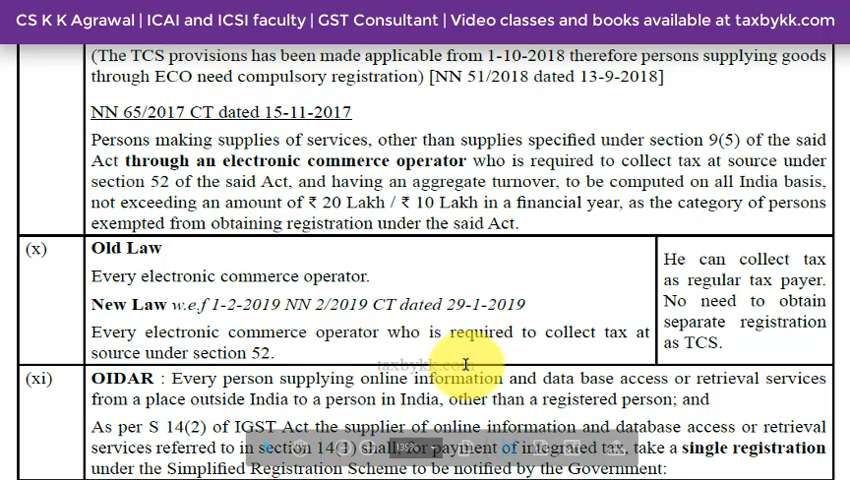 CS K K Agrawal | ICAI and ICSI faculty | GST Consultant | Video classes and books available at taxbykk.com
(The TCS provisions has been made applicable from 1-10-2018 therefore persons supplying goods
through ECO need compulsory registration) [NN 51/2018 dated 13-9-2018]
NN 65/2017 CT dated 15-11-2017
Persons making supplies of services, other than supplies specified under section 9(5) of the said
Act through an electronic commerce operator who is required to collect tax at source under
section 52 of the said Act, and having an aggregate turnover, to be computed on all India basis,
not exceeding an amount of ₹ 20 Lakh / ₹ 10 Lakh in a financial year, as the category of persons
exempted from obtaining registration under the said Act.
(x)
Old Law
Every electronic commerce operator.
New Law w.e.f 1-2-2019 NN 2/2019 CT dated 29-1-2019
Every electronic commerce operator who is required to collect tax at
source under section 52.
He can collect tax
as regular tax payer.
No need to obtain
separate registration
as TCS.
taxbykk.com
(xi)
OIDAR : Every person supplying online information and data base access or retrieval services
from a place outside India to a person in India, other than a registered person; and
As per S 14(2) of IGST Act the supplier of online information and database access or retrieval
services referred to in section 14(1) shall, for payment of integrated tax, take a single registration
under the Simplified Registration Scheme to be notified by the Government: